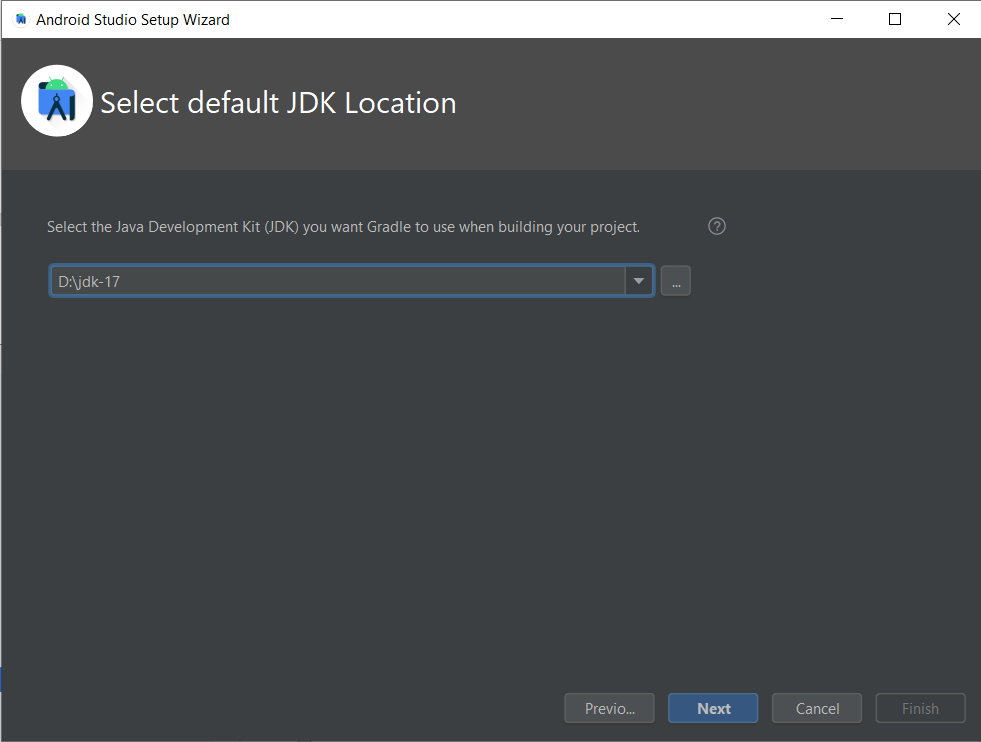 Android Studio Setup Wizard
Select default JDK Location
Select the Java Development Kit (JDK) you want Gradle to use when building your project.
?
D:\jdk-17
...
Previo...
Next
Cancel
Finish